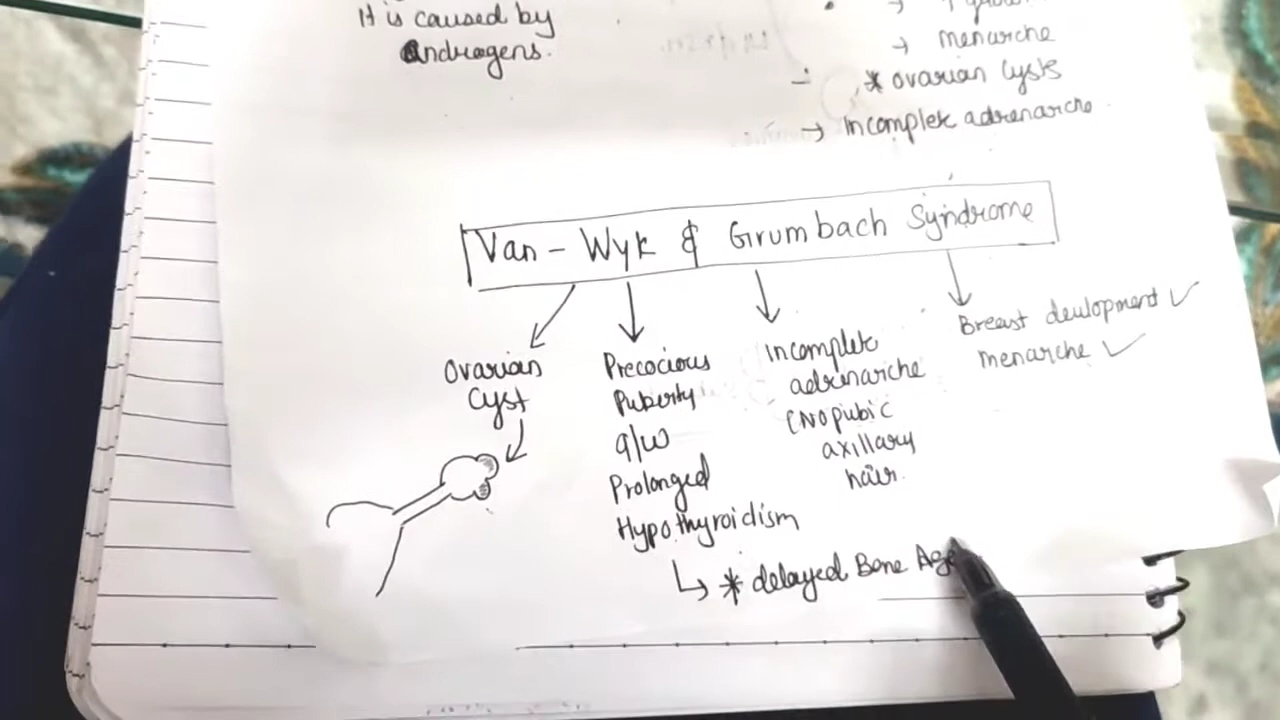 It is caused by
Androgens.
→ menarche
* ovarian Cysts
→ Incomplete adrenarche
Van - Wyk & Grumbach Syndrome
Ovarian
Cyst
Precocious
Puberty
a/w
Prolonged
Hypothyroidism
* delayed Bone Age
Incomplete
adrenarche
(No pubic
axillary
hair.
Breast development ✓
menarche ✓